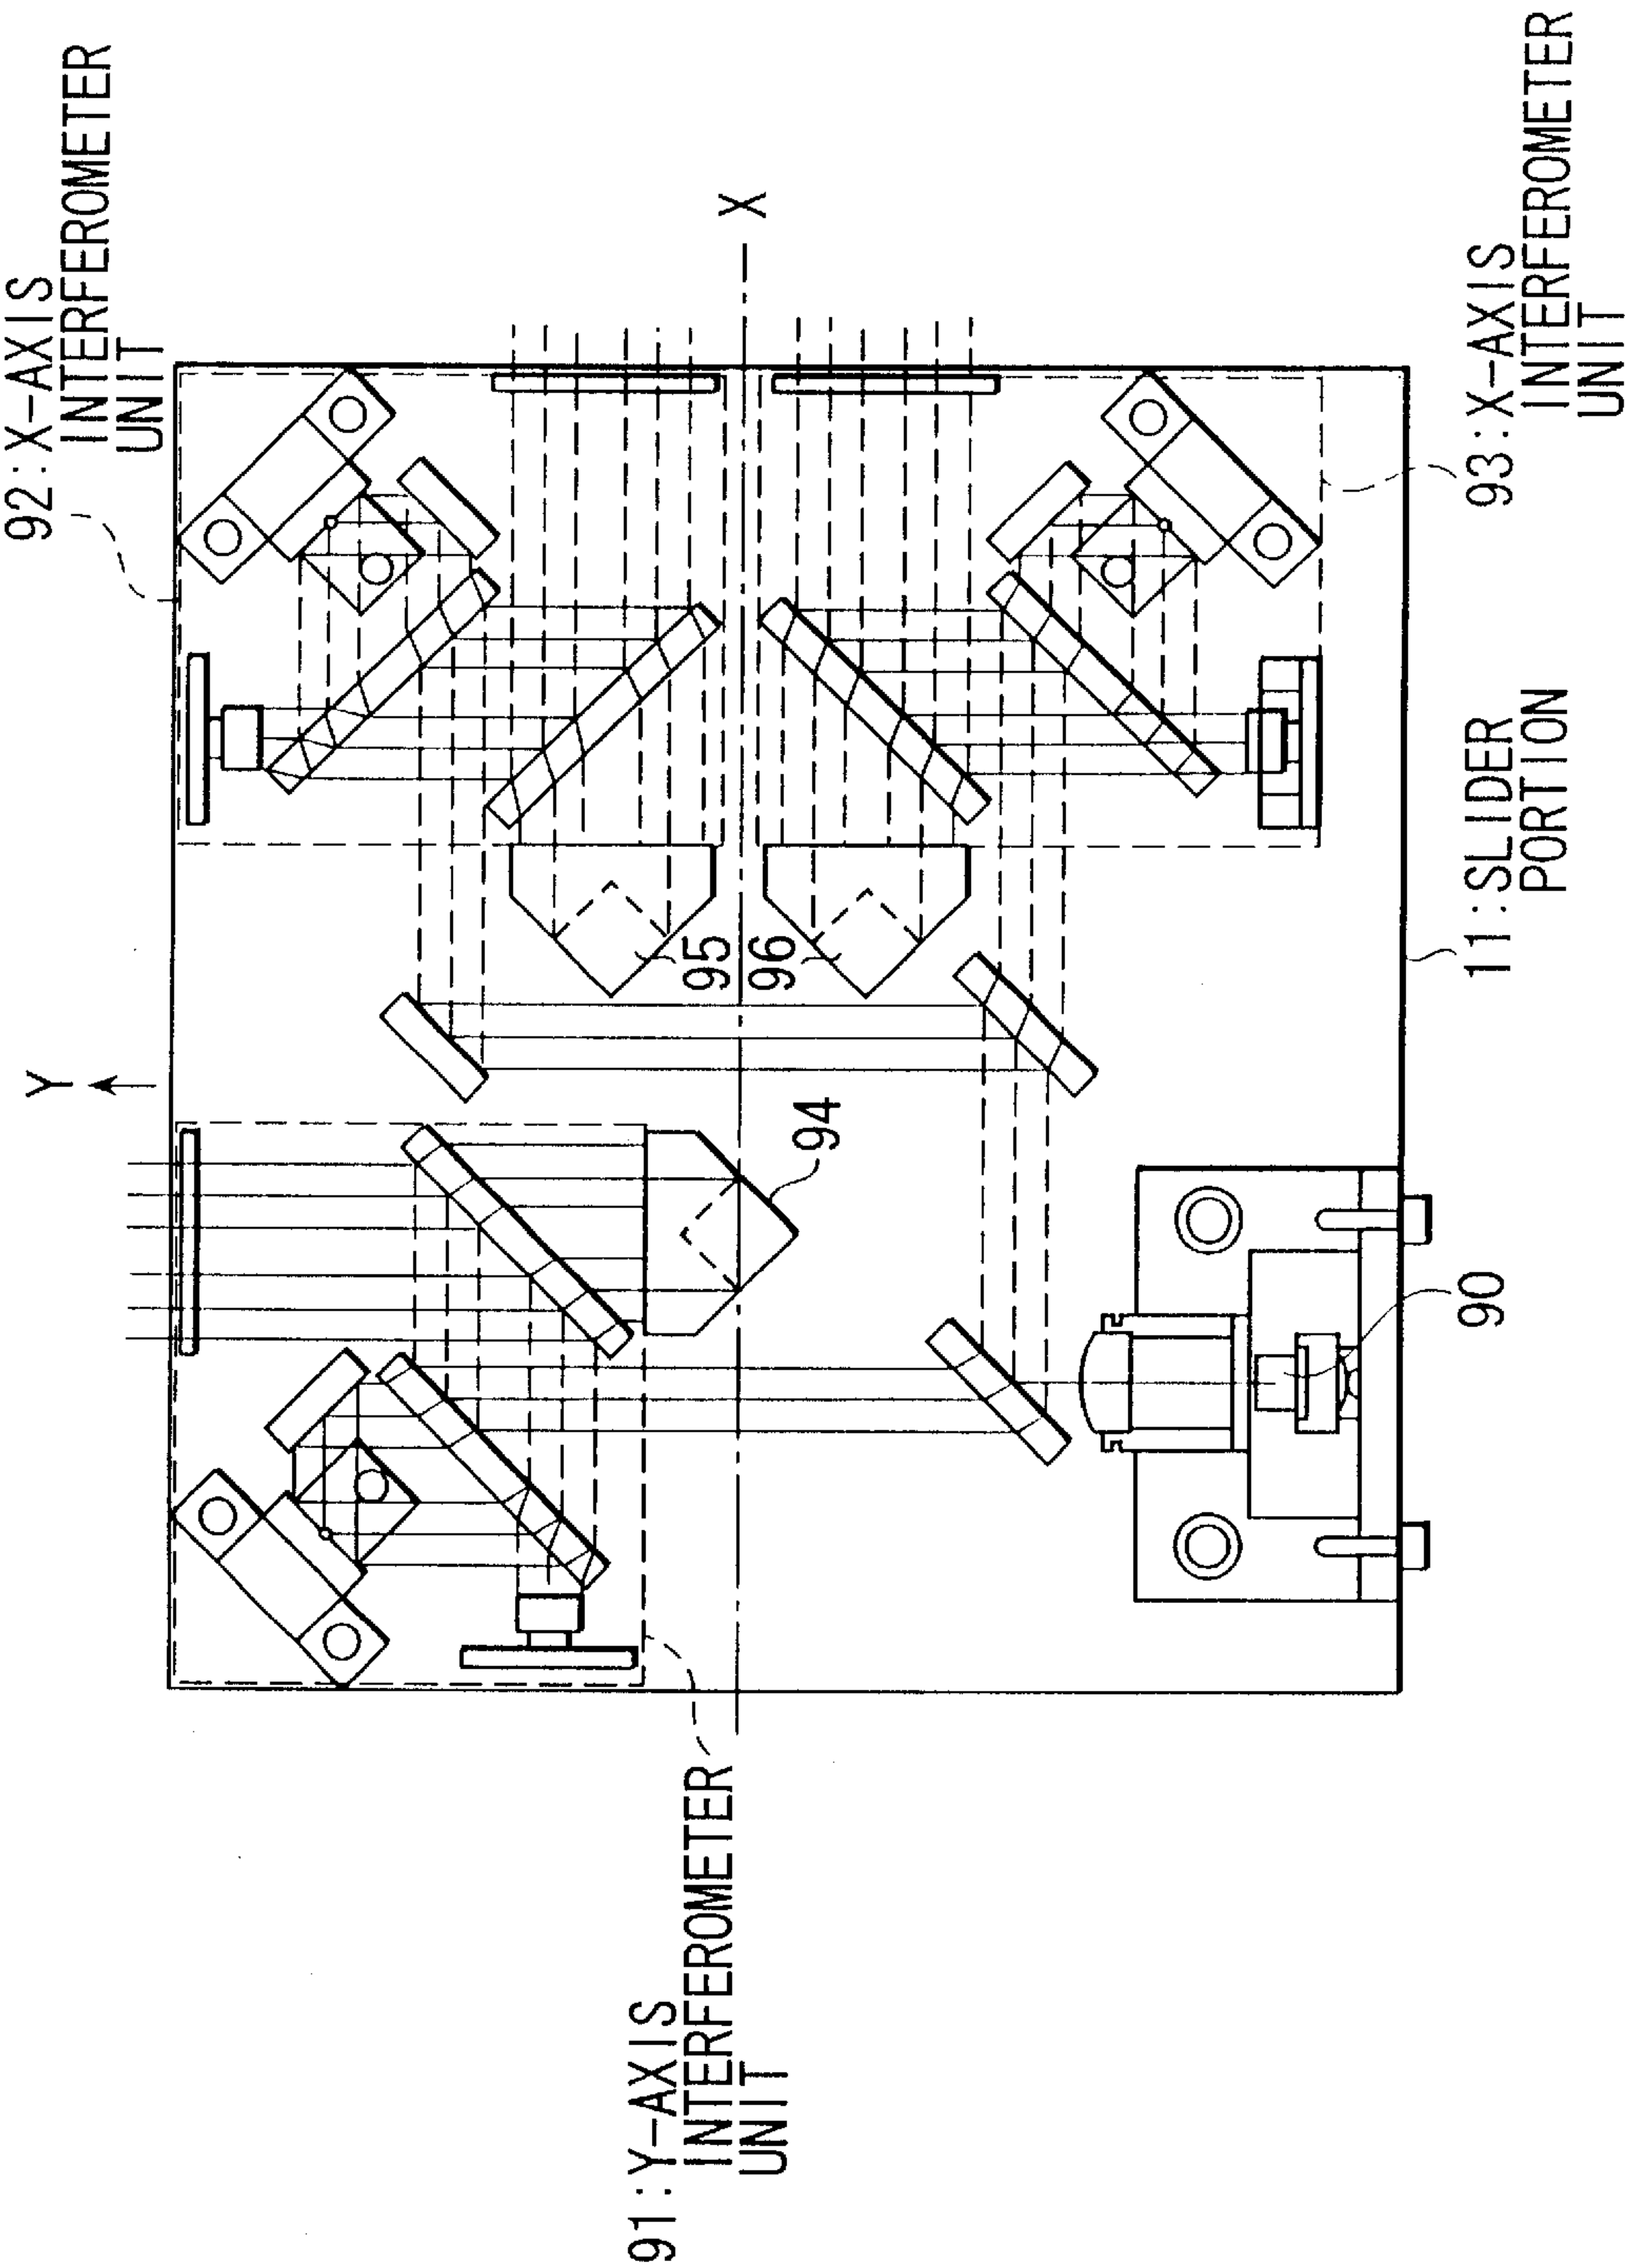 92:X-AXIS
INTERFEROMETER
UNIT
X
Y
95
96
94
93:X-AXIS
INTERFEROMETER
UNIT
11:SLIDER
PORTION
90
91:Y-AXIS
INTERFEROMETER
UNIT